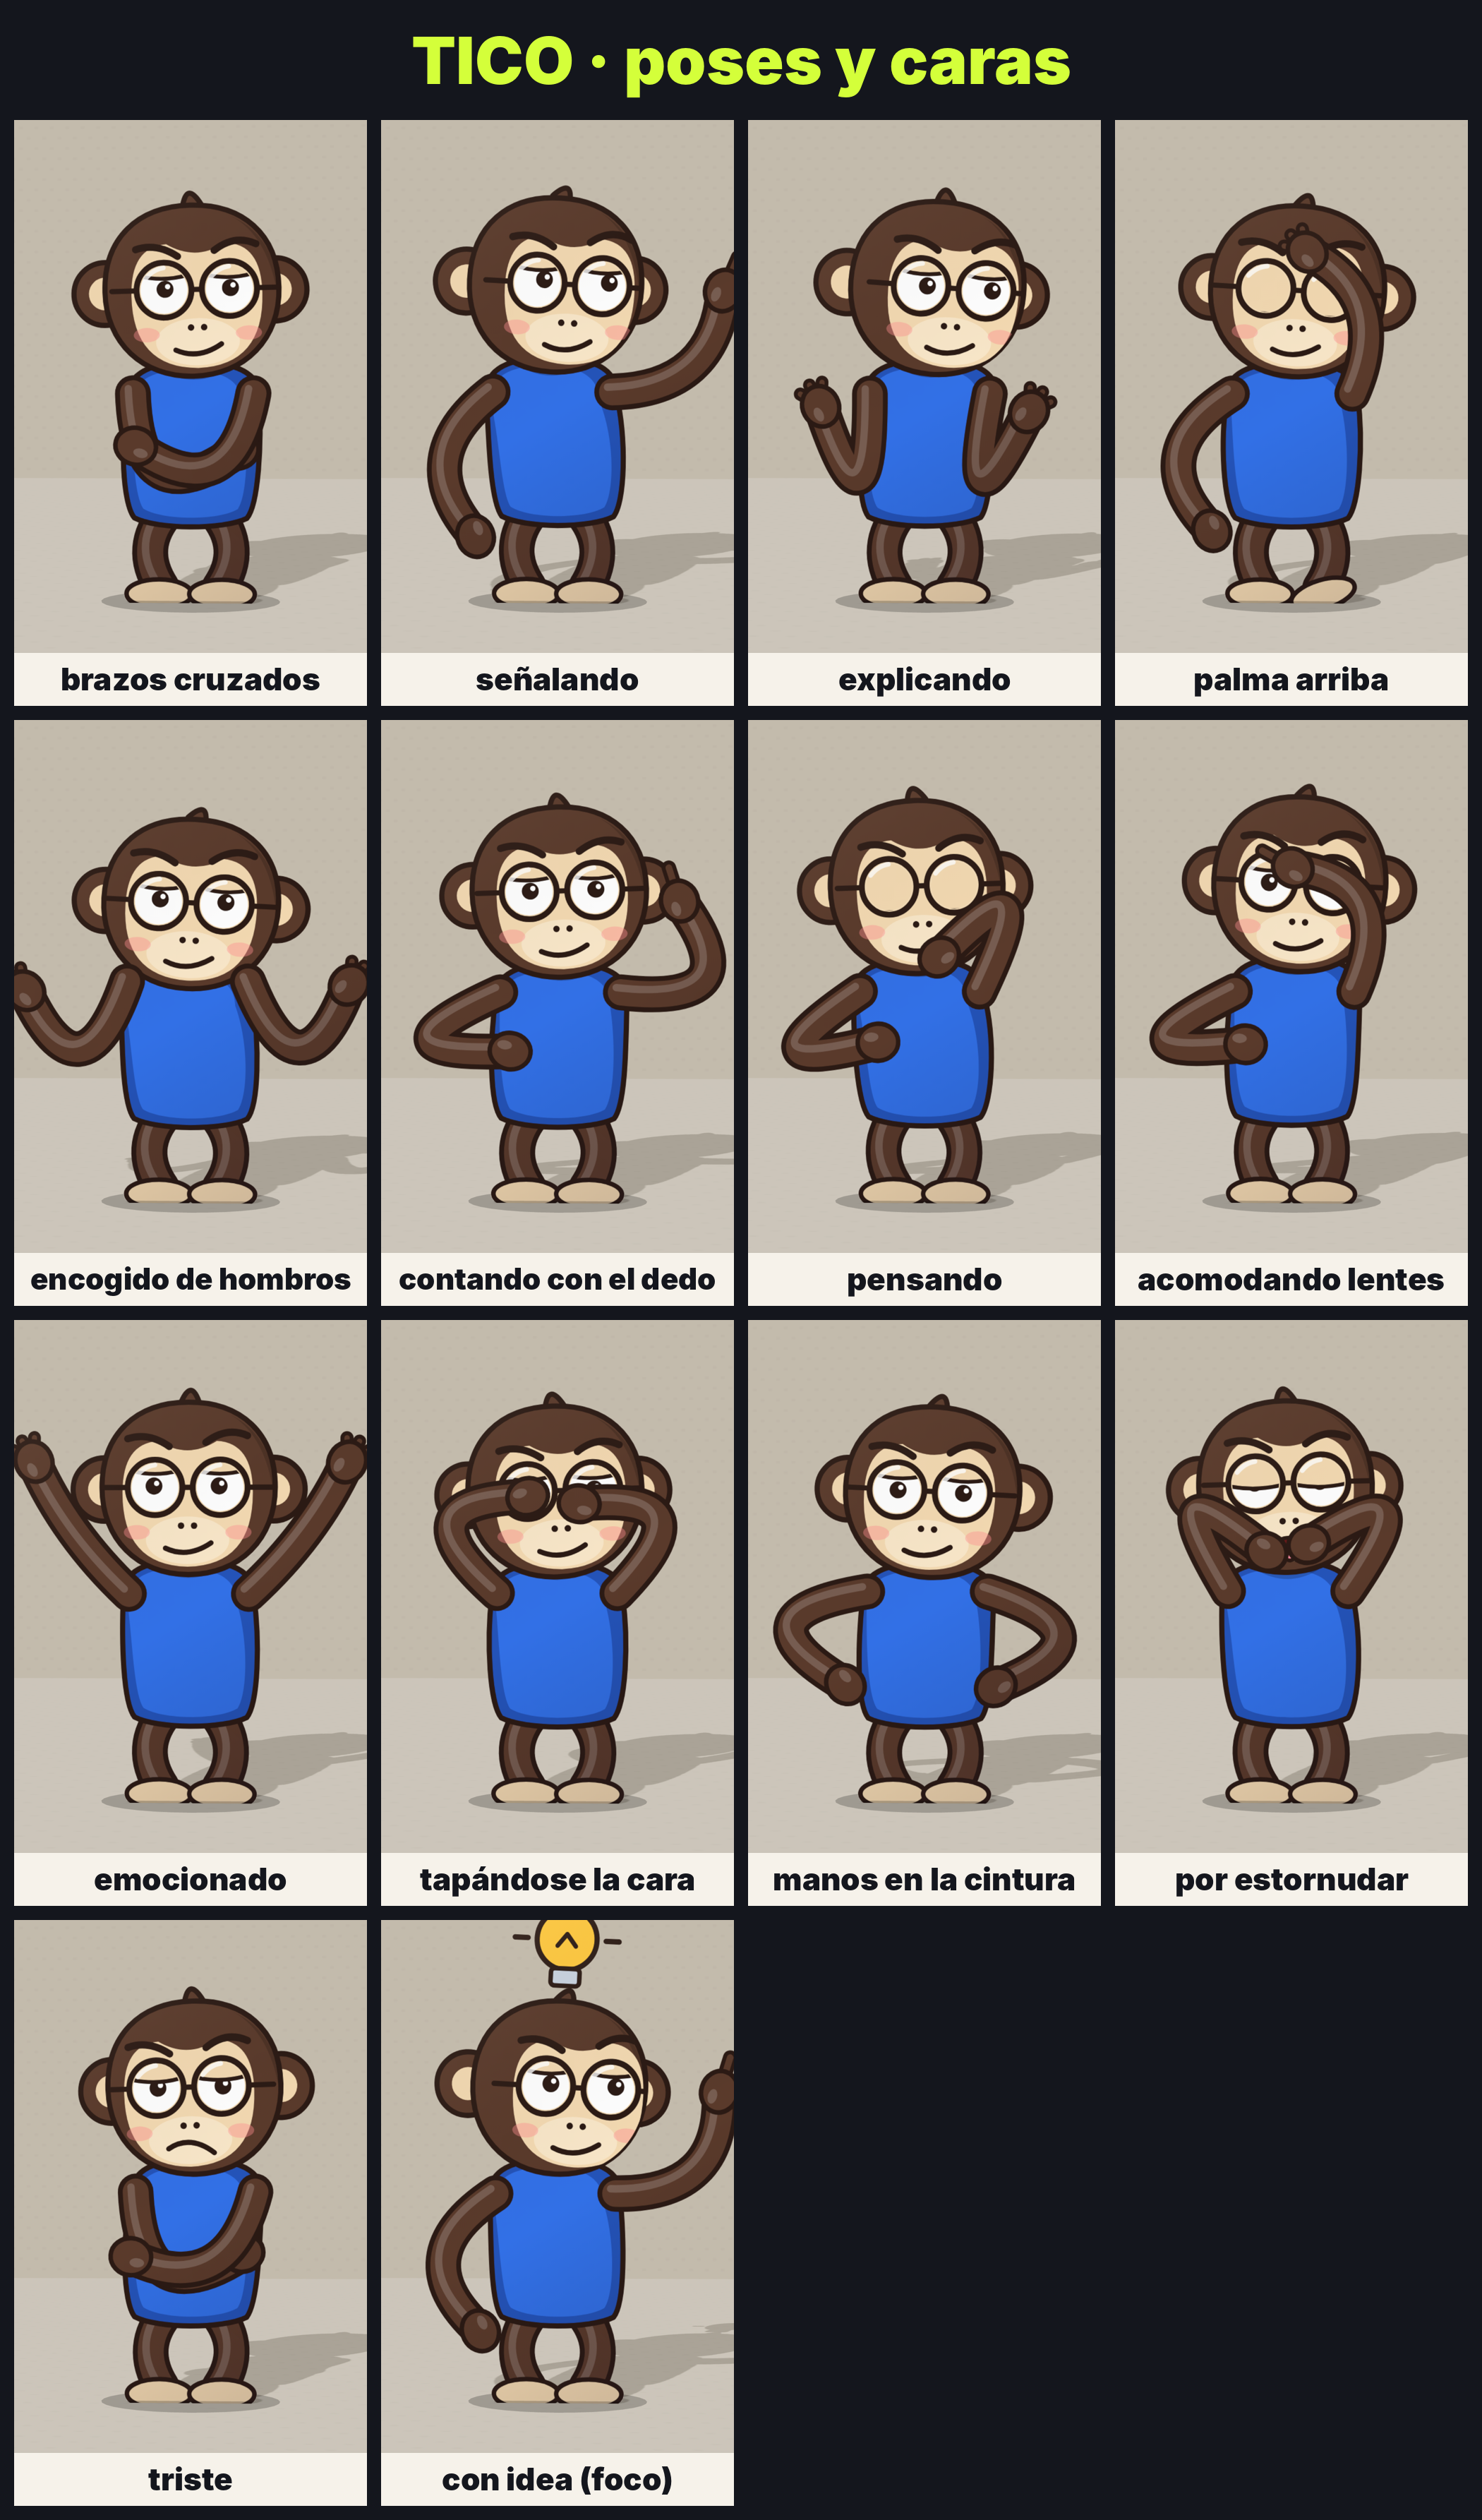 TICO · poses y caras
brazos cruzados
señalando
explicando
palma arriba
encogido de hombros
contando con el dedo
pensando
acomodando lentes
emocionado
tapándose la cara
manos en la cintura
por estornudar
triste
con idea (foco)